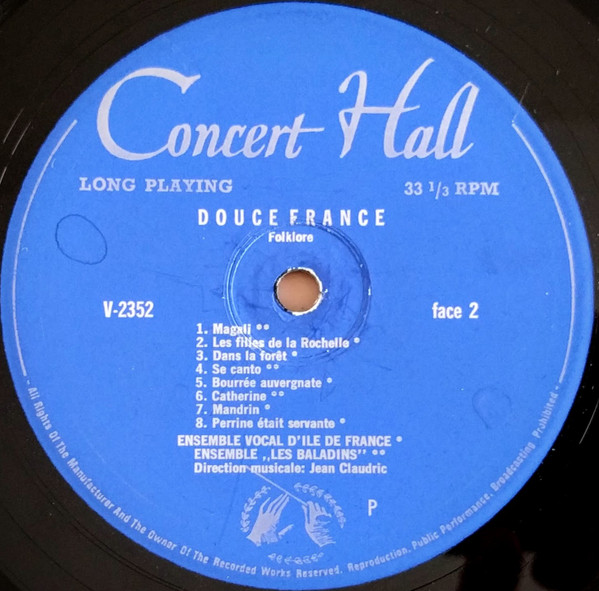 Concert Hall
LONG PLAYING 33 1/3 RPM
DOUCE FRANCE
Folklore
V-2352 face 2
1. Magali °°
2. Les filles de la Rochelle °
3. Dans la forêt °
4. Se canto °°
5. Bourrée auvergnate °
6. Catherine °°
7. Mandrin °
8. Perrine était servante °
ENSEMBLE VOCAL D'ILE DE FRANCE °
ENSEMBLE ,,LES BALADINS" °°
Direction musicale: Jean Claudric
P
- All Rights Of The Manufacturer And The Owner Of The Recorded Works Reserved. Reproduction. Public Performance. Broadcasting Prohibited. -